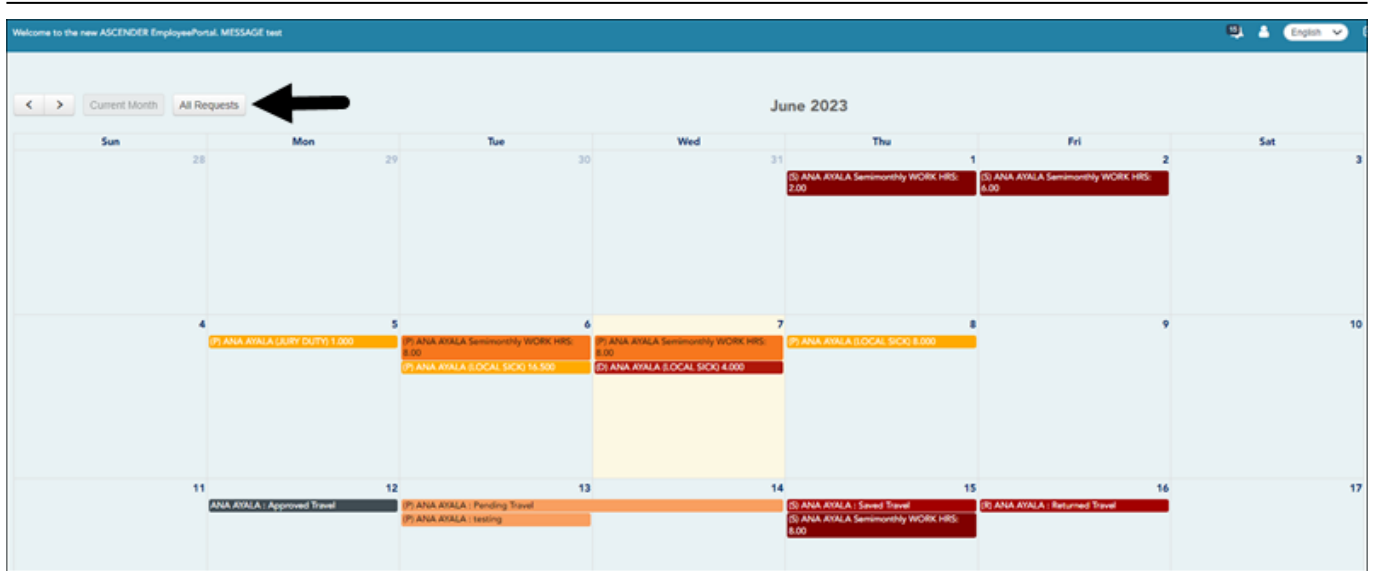 Welcome to the new ASCENDER EmployeePortal. MESSAGE test
English
< > Current Month All Requests
June 2023
Sun Mon Tue Wed Thu Fri Sat
28 29 30 31 1 2 3
(S) ANA AYALA Semimonthly WORK HRS: (S) ANA AYALA Semimonthly WORK HRS:
2.00 6.00
4 5 6 7 8 9 10
(P) ANA AYALA (JURY DUTY) 1.000 (P) ANA AYALA Semimonthly WORK HRS: (P) ANA AYALA Semimonthly WORK HRS: (P) ANA AYALA (LOCAL SICK) 8.000
8.00 8.00
(P) ANA AYALA (LOCAL SICK) 16.500 (D) ANA AYALA (LOCAL SICK) 4.000
11 12 13 14 15 16 17
ANA AYALA : Approved Travel (P) ANA AYALA : Pending Travel (S) ANA AYALA : Saved Travel (R) ANA AYALA : Returned Travel
(P) ANA AYALA : testing (S) ANA AYALA Semimonthly WORK HRS:
8.00